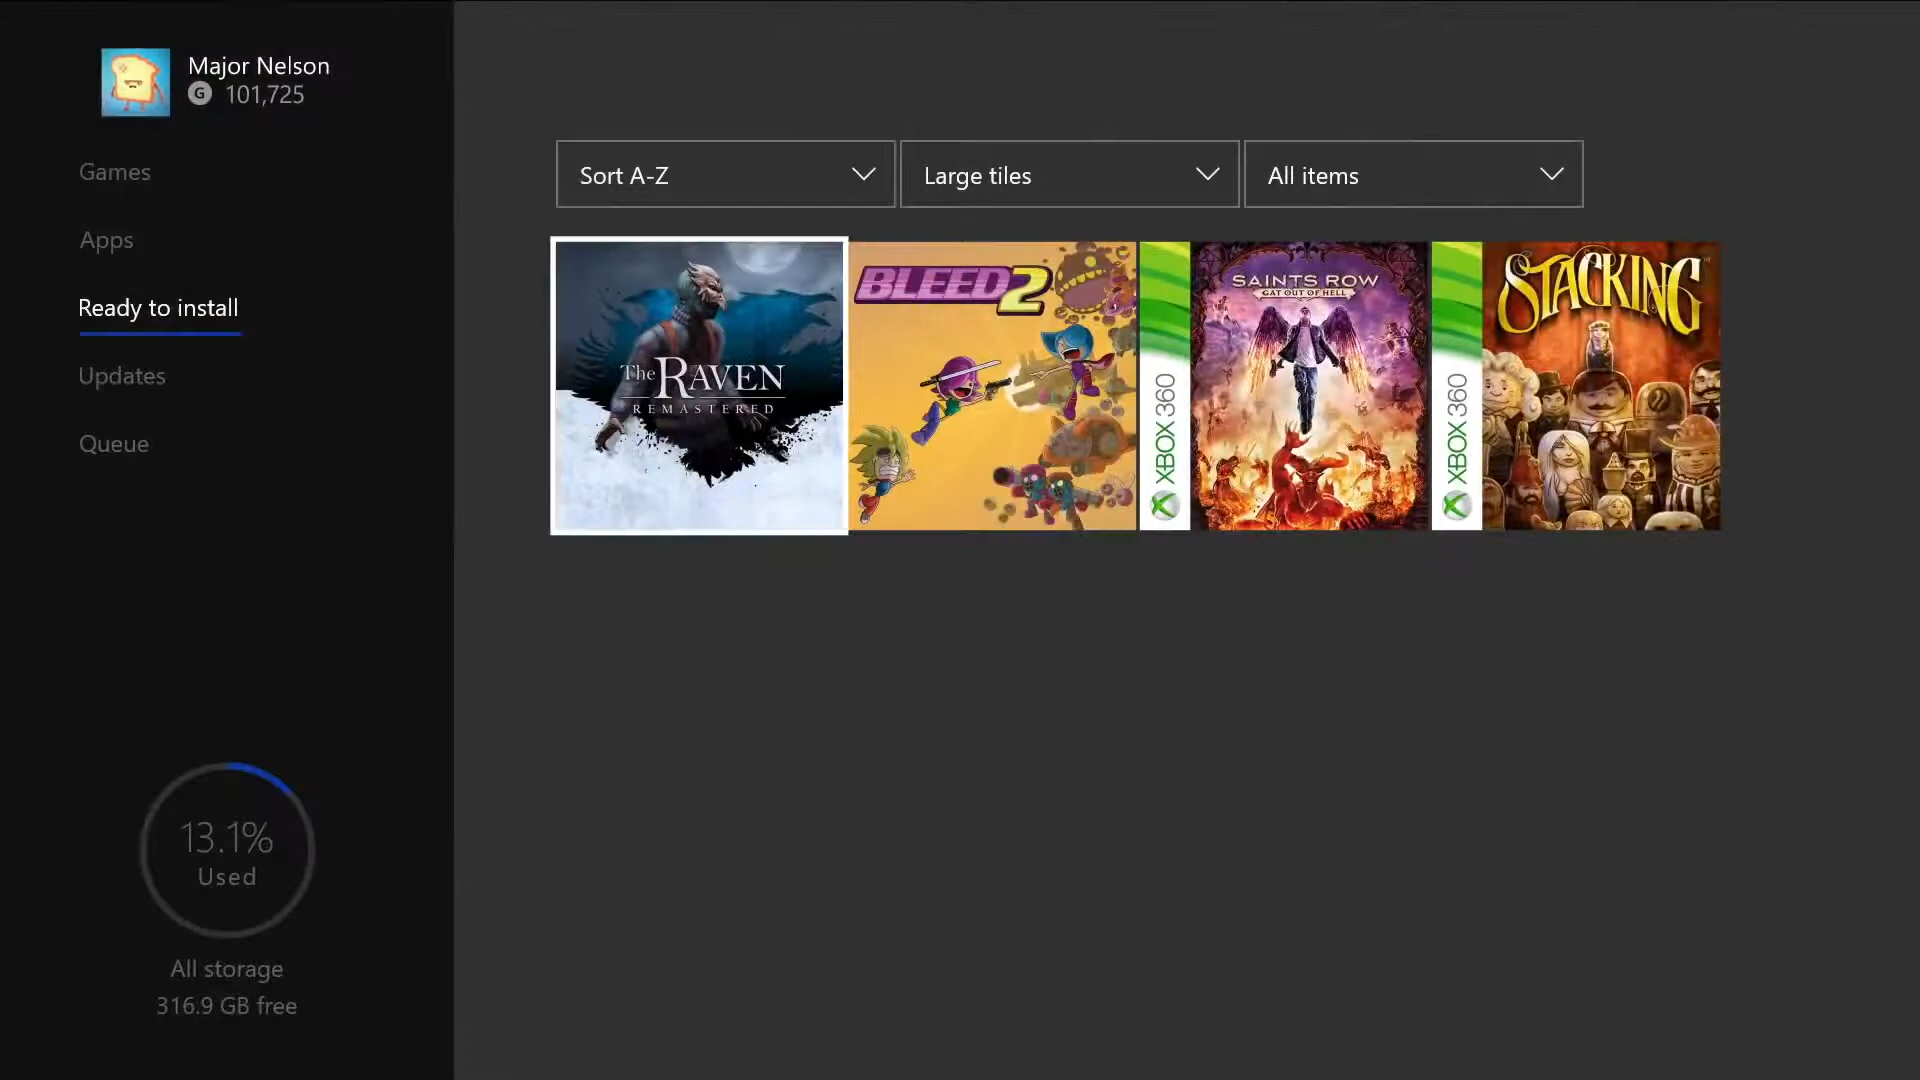 Major Nelson
G 101,725
Games
Apps
Ready to install
Updates
Queue
13.1%
Used
All storage
316.9 GB free
Sort A-Z
Large tiles
All items
The RAVEN
REMASTERED
BLEED 2
XBOX 360
SAINTS ROW
GAT OUT OF HELL
XBOX 360
STACKING